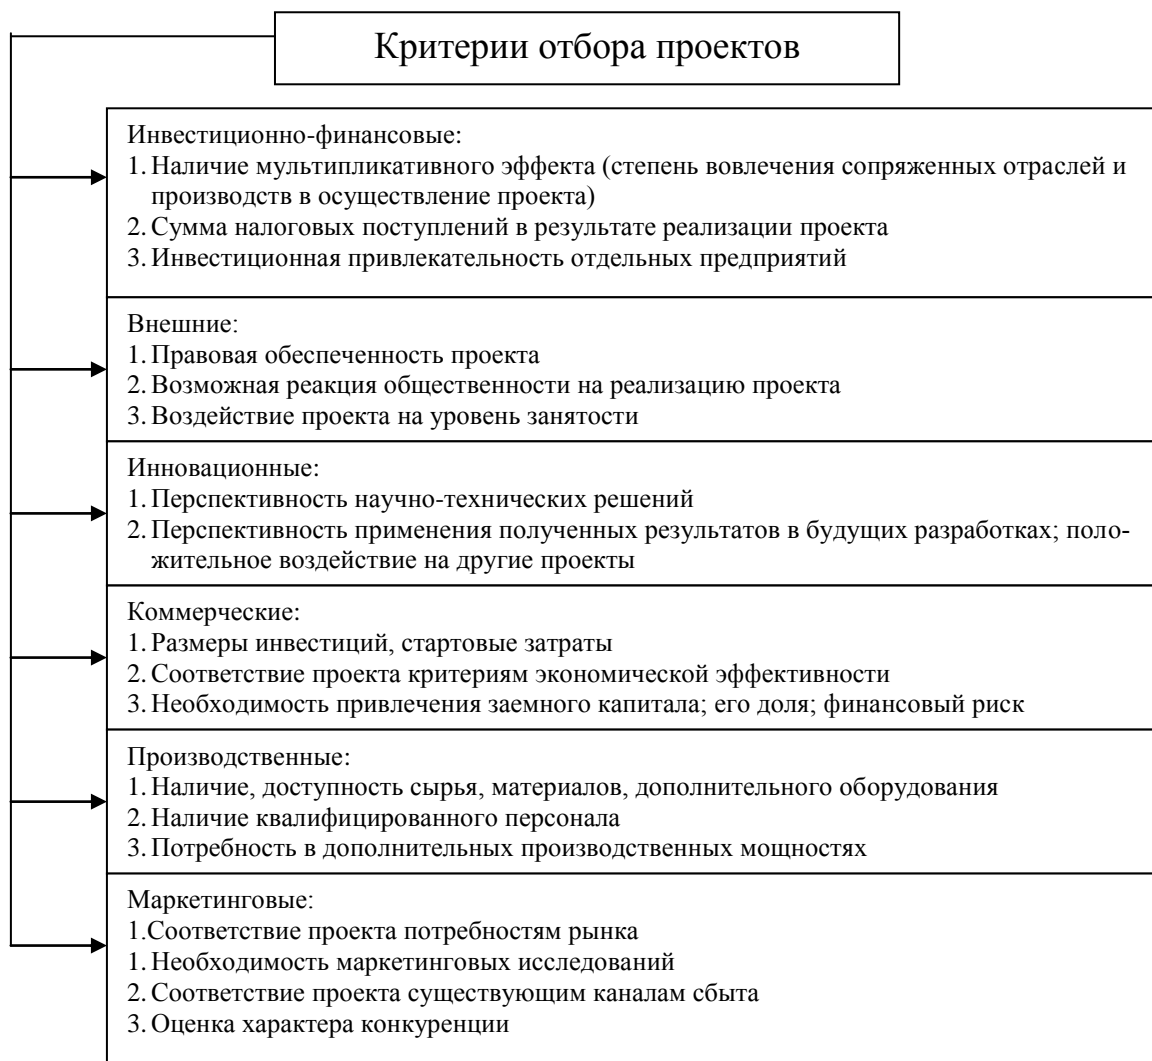 Критерии отбора проектов
Инвестиционно-финансовые:
1. Наличие мультипликативного эффекта (степень вовлечения сопряженных отраслей и
производств в осуществление проекта)
2. Сумма налоговых поступлений в результате реализации проекта
3. Инвестиционная привлекательность отдельных предприятий
Внешние:
1. Правовая обеспеченность проекта
2. Возможная реакция общественности на реализацию проекта
3. Воздействие проекта на уровень занятости
Инновационные:
1. Перспективность научно-технических решений
2. Перспективность применения полученных результатов в будущих разработках; поло-
жительное воздействие на другие проекты
Коммерческие:
1. Размеры инвестиций, стартовые затраты
2. Соответствие проекта критериям экономической эффективности
3. Необходимость привлечения заемного капитала; его доля; финансовый риск
Производственные:
1. Наличие, доступность сырья, материалов, дополнительного оборудования
2. Наличие квалифицированного персонала
3. Потребность в дополнительных производственных мощностях
Маркетинговые:
1.Соответствие проекта потребностям рынка
1. Необходимость маркетинговых исследований
2. Соответствие проекта существующим каналам сбыта
3. Оценка характера конкуренции